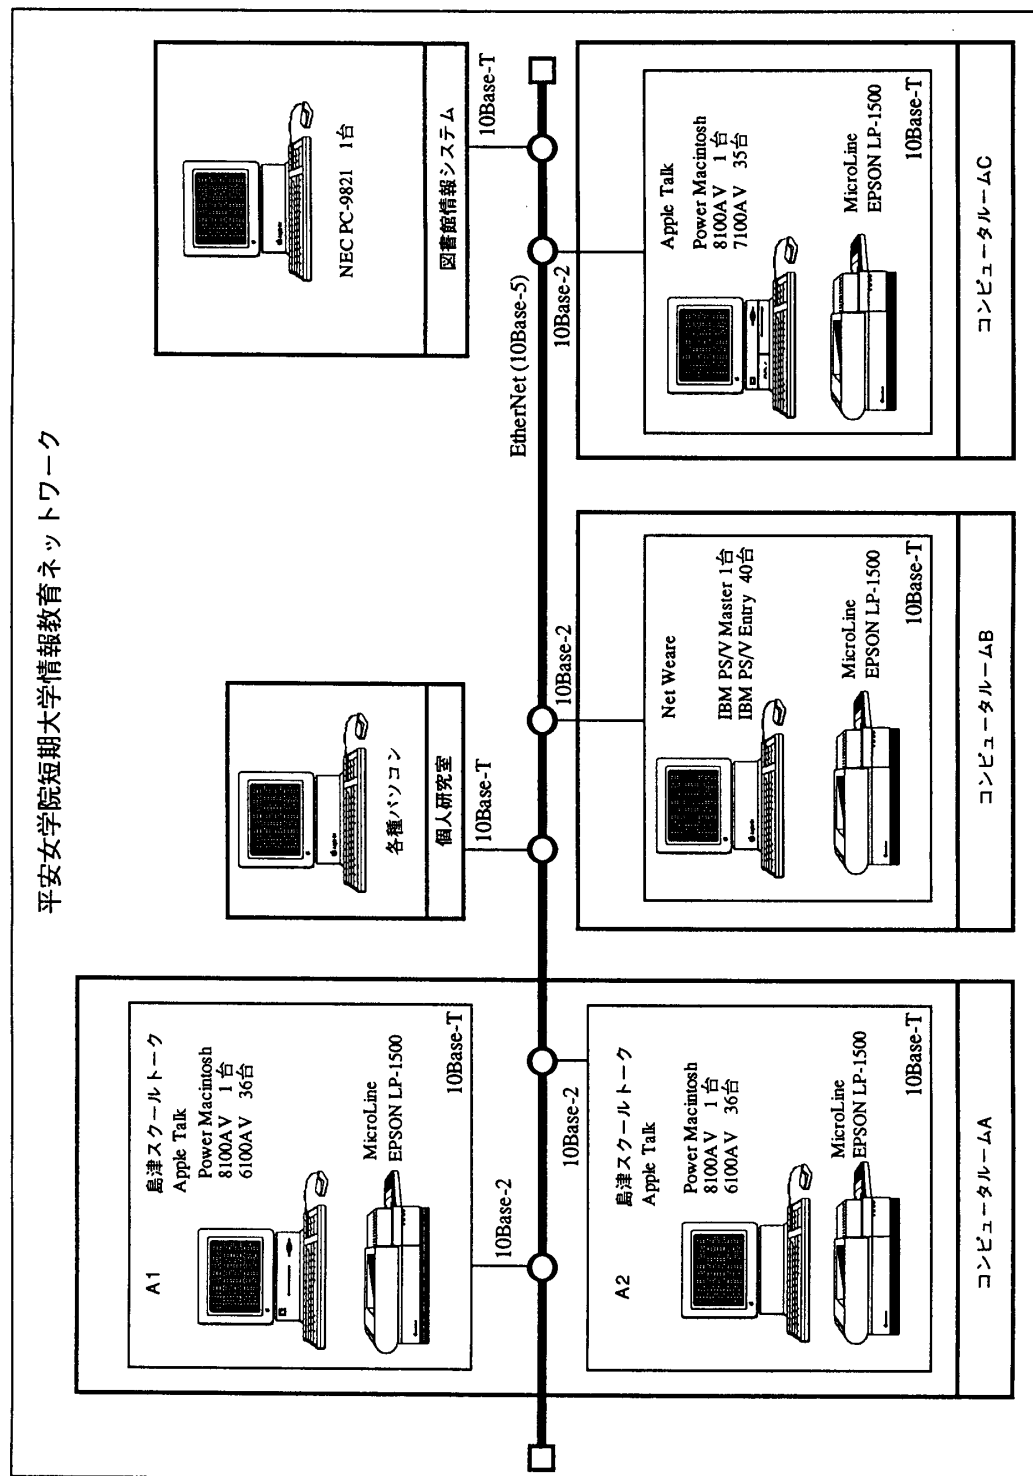 平安女学院短期大学情報教育ネットワーク
A1
島津スクールトーク
Apple Talk
Power Macintosh
8100AV 1台
6100AV 36台
MicroLine
EPSON LP-1500
10Base-T
10Base-2
各種パソコン
個人研究室
10Base-T
NEC PC-9821 1台
図書館情報システム
10Base-T
EtherNet (10Base-5)
10Base-2
A2
島津スクールトーク
Apple Talk
Power Macintosh
8100AV 1台
6100AV 36台
MicroLine
EPSON LP-1500
10Base-T
コンピュータルームA
10Base-2
Net Weare
IBM PS/V Master 1台
IBM PS/V Entry 40台
MicroLine
EPSON LP-1500
10Base-T
コンピュータルームB
10Base-2
Apple Talk
Power Macintosh
8100AV 1台
7100AV 35台
MicroLine
EPSON LP-1500
10Base-T
コンピュータルームC